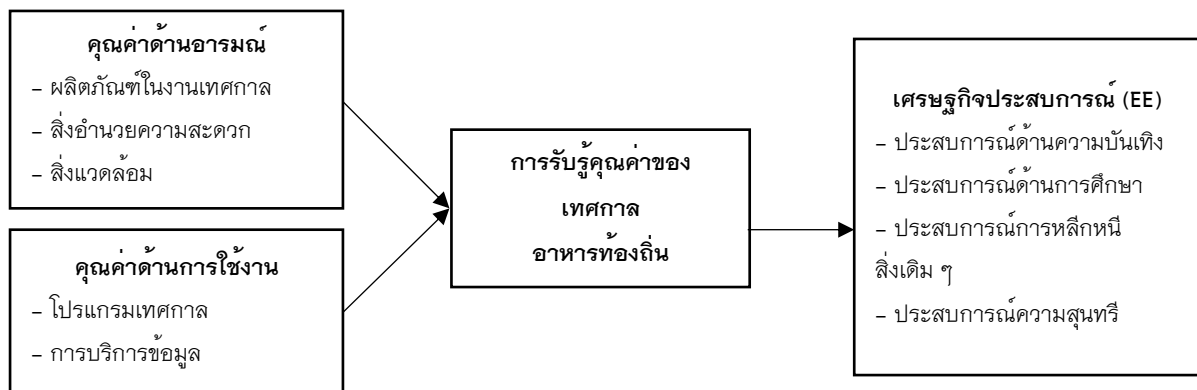 คุณค่าด้านอารมณ์
– ผลิตภัณฑ์ในงานเทศกาล
– สิ่งอำนวยความสะดวก
– สิ่งแวดล้อม
คุณค่าด้านการใช้งาน
– โปรแกรมเทศกาล
– การบริการข้อมูล
การรับรู้คุณค่าของ
เทศกาล
อาหารท้องถิ่น
เศรษฐกิจประสบการณ์ (EE)
– ประสบการณ์ด้านความบันเทิง
– ประสบการณ์ด้านการศึกษา
– ประสบการณ์การหลีกหนี
สิ่งเดิม ๆ
– ประสบการณ์ความสุนทรี